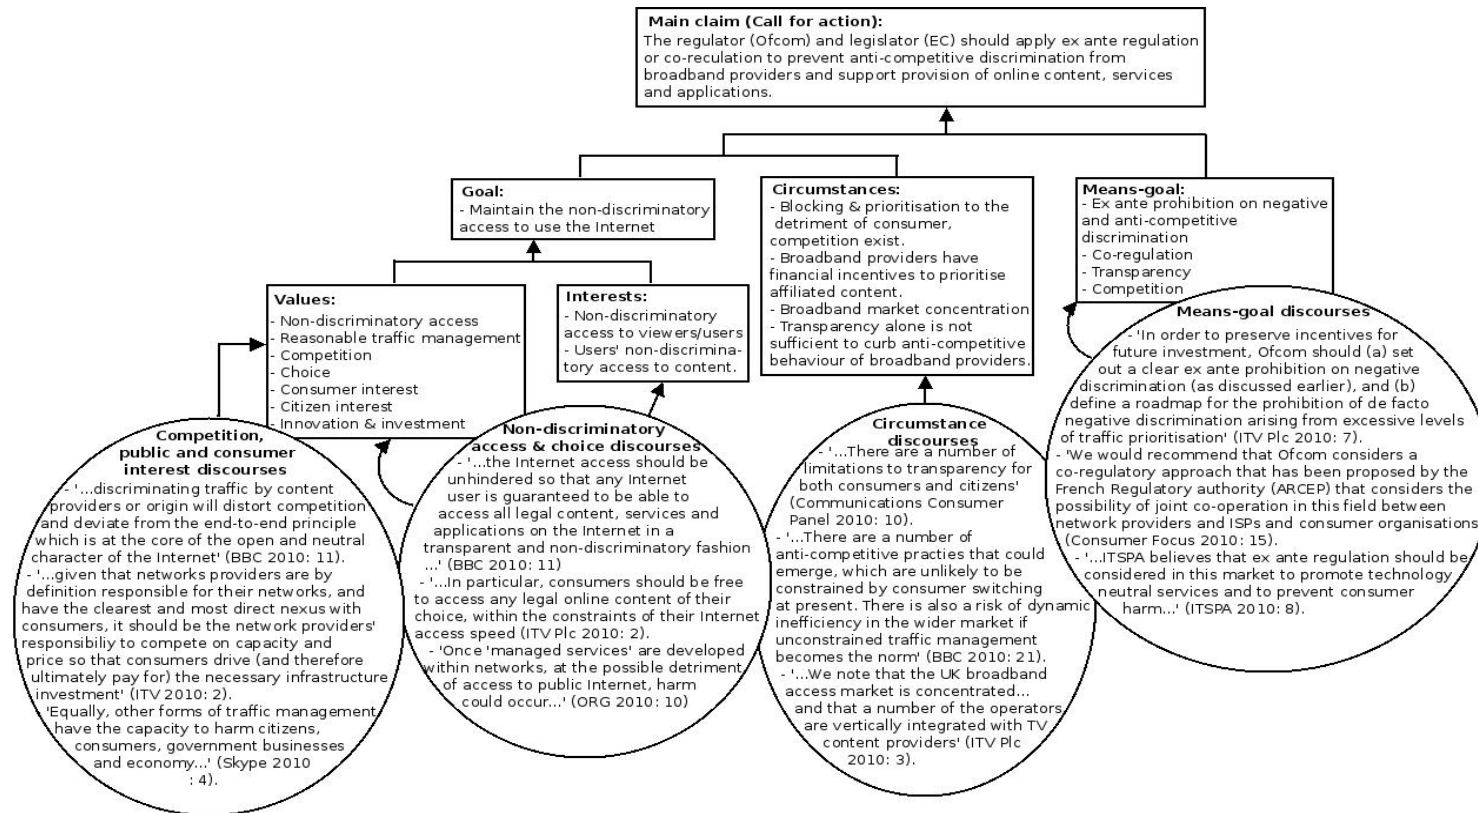 Main claim (Call for action):
The regulator (Ofcom) and legislator (EC) should apply ex ante regulation
or co-reculation to prevent anti-competitive discrimination from
broadband providers and support provision of online content, services
and applications.
Goal:
- Maintain the non-discriminatory
access to use the Internet
Circumstances:
- Blocking & prioritisation to the
detriment of consumer,
competition exist.
- Broadband providers have
financial incentives to prioritise
affiliated content.
- Broadband market concentration
- Transparency alone is not
sufficient to curb anti-competitive
behaviour of broadband providers.
Means-goal:
- Ex ante prohibition on negative
and anti-competitive
discrimination
- Co-regulation
- Transparency
- Competition
Values:
- Non-discriminatory access
- Reasonable traffic management
- Competition
- Choice
- Consumer interest
- Citizen interest
- Innovation & investment
Interests:
- Non-discriminatory
access to viewers/users
- Users' non-discrimina-
tory access to content.
Competition,
public and consumer
interest discourses
- '...discriminating traffic by content
providers or origin will distort competition
and deviate from the end-to-end principle
which is at the core of the open and neutral
character of the Internet' (BBC 2010: 11).
- '...given that networks providers are by
definition responsible for their networks, and
have the clearest and most direct nexus with
consumers, it should be the network providers'
responsibiliy to compete on capacity and
price so that consumers drive (and therefore
ultimately pay for) the necessary infrastructure
investment' (ITV 2010: 2).
- 'Equally, other forms of traffic management
have the capacity to harm citizens,
consumers, government businesses
and economy...' (Skype 2010
: 4).
Non-discriminatory
access & choice discourses
- '...the Internet access should be
unhindered so that any Internet
user is guaranteed to be able to
access all legal content, services and
applications on the Internet in a
transparent and non-discriminatory fashion
...' (BBC 2010: 11)
- '...In particular, consumers should be free
to access any legal online content of their
choice, within the constraints of their Internet
access speed (ITV Plc 2010: 2).
- 'Once 'managed services' are developed
within networks, at the possible detriment
of access to public Internet, harm
could occur...' (ORG 2010: 10)
Circumstance
discourses
- '...There are a number of
limitations to transparency for
both consumers and citizens'
(Communications Consumer
Panel 2010: 10).
- '...There are a number of
anti-competitive practies that could
emerge, which are unlikely to be
constrained by consumer switching
at present. There is also a risk of dynamic
inefficiency in the wider market if
unconstrained traffic management
becomes the norm' (BBC 2010: 21).
- '...We note that the UK broadband
access market is concentrated...
and that a number of the operators
are vertically integrated with TV
content providers' (ITV Plc
2010: 3).
Means-goal discourses
- 'In order to preserve incentives for
future investment, Ofcom should (a) set
out a clear ex ante prohibition on negative
discrimination (as discussed earlier), and (b)
define a roadmap for the prohibition of de facto
negative discrimination arising from excessive levels
of traffic prioritisation' (ITV Plc 2010: 7).
- 'We would recommend that Ofcom considers a
co-regulatory approach that has been proposed by the
French Regulatory authority (ARCEP) that considers the
possibility of joint co-operation in this field between
network providers and ISPs and consumer organisations
(Consumer Focus 2010: 15).
- '...ITSPA believes that ex ante regulation should be
considered in this market to promote technology
neutral services and to prevent consumer
harm...' (ITSPA 2010: 8).